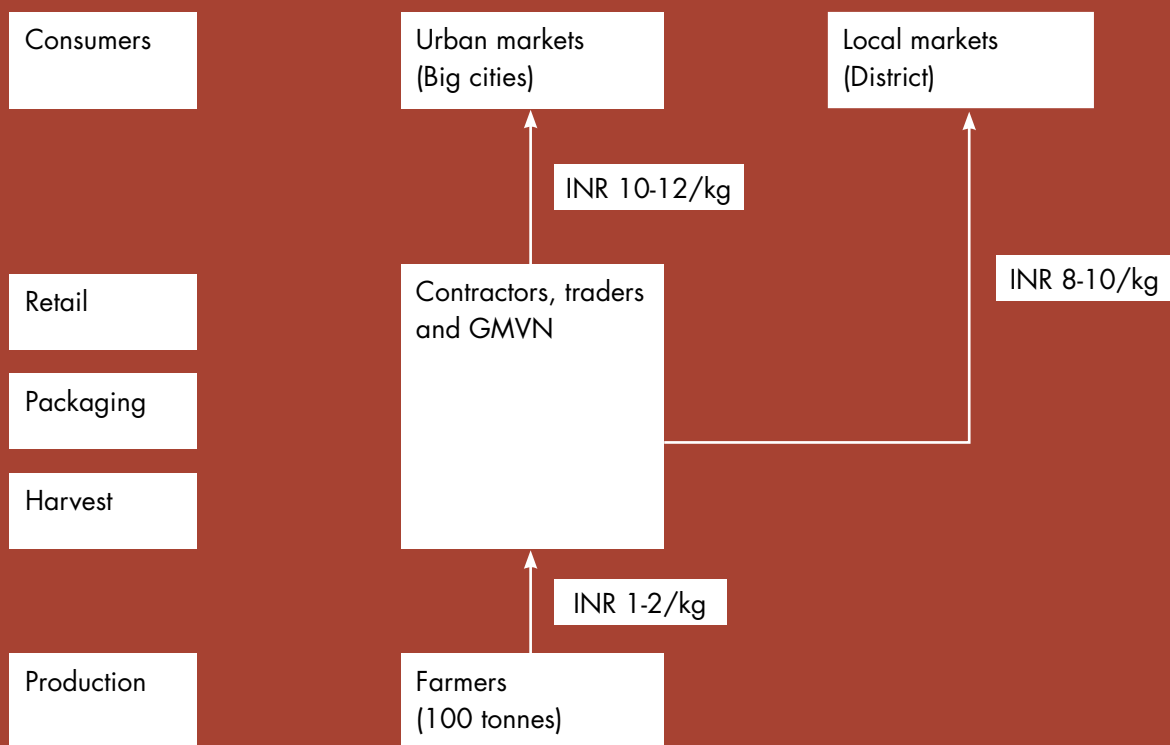 Consumers
Urban markets
(Big cities)
Local markets
(District)
INR 10-12/kg
Retail
Contractors, traders
and GMVN
INR 8-10/kg
Packaging
Harvest
INR 1-2/kg
Production
Farmers
(100 tonnes)